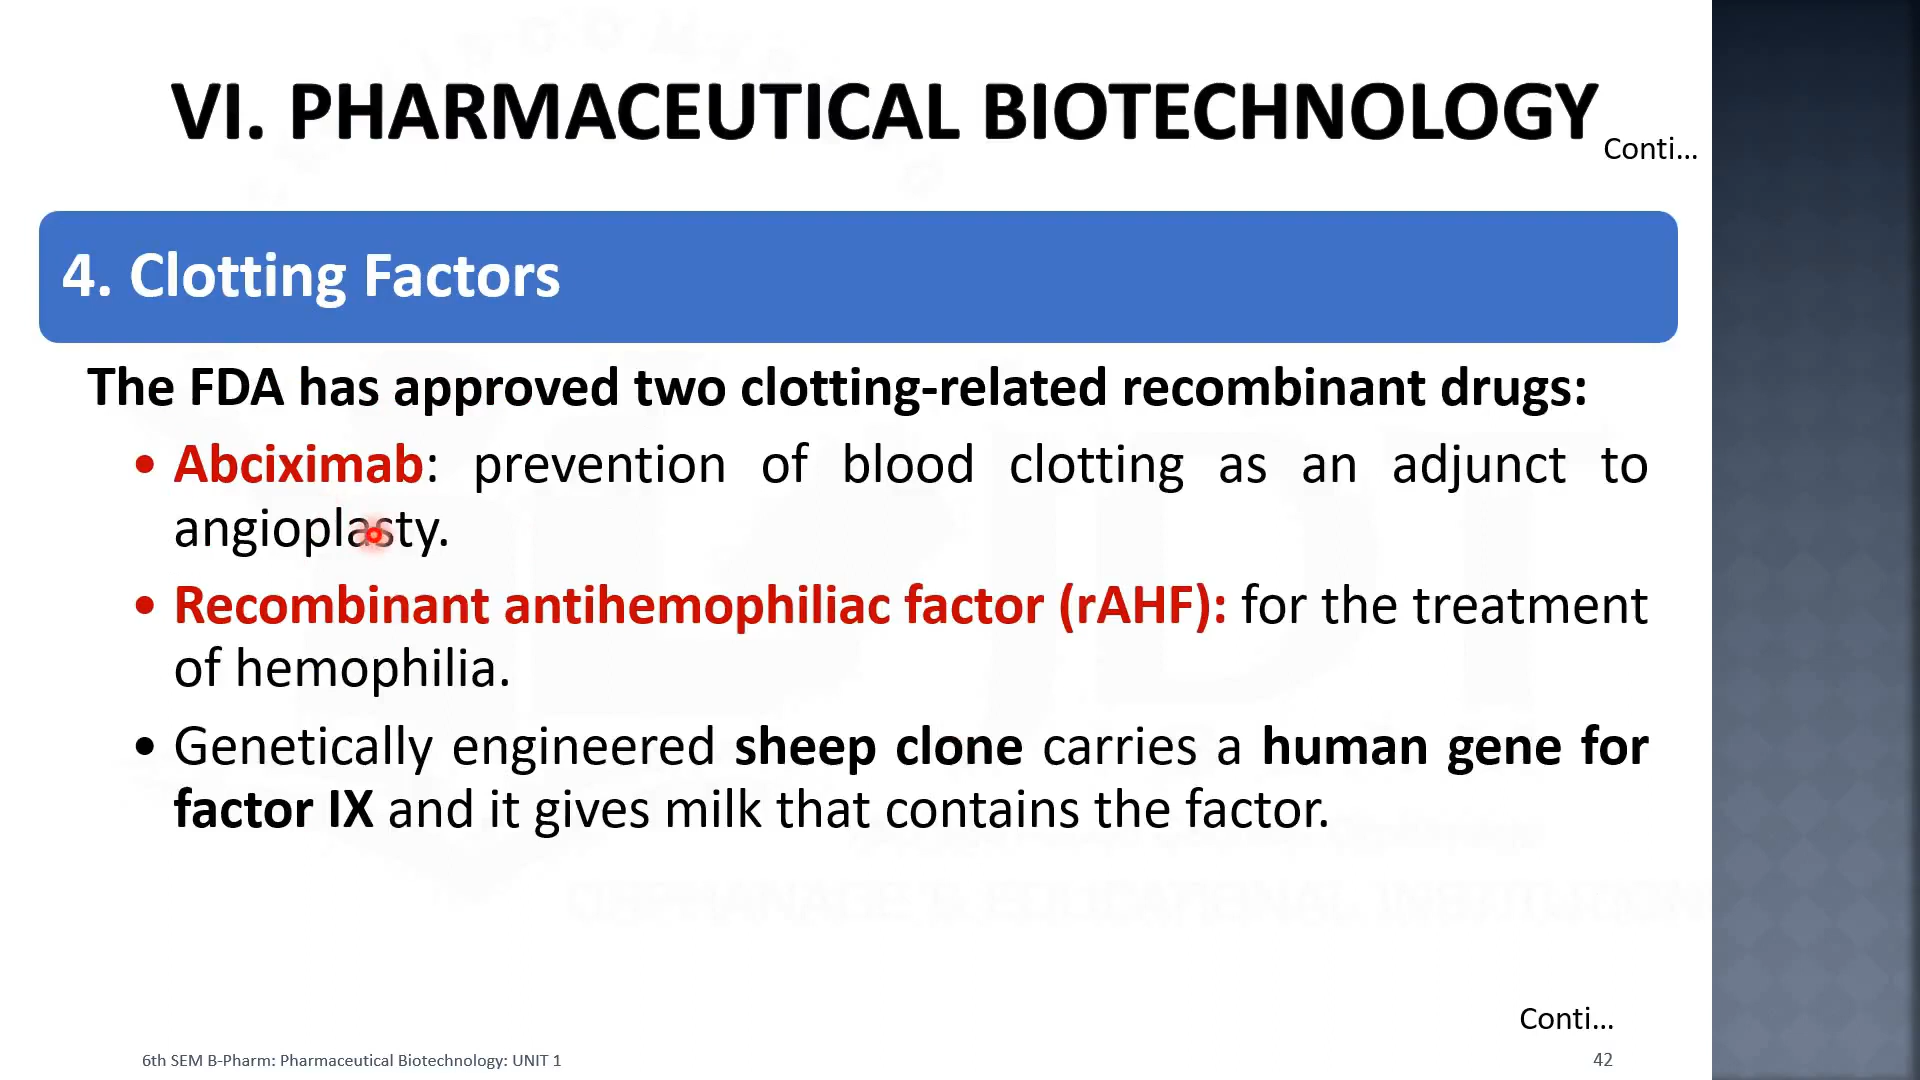 VI. PHARMACEUTICAL BIOTECHNOLOGY
Conti...
4. Clotting Factors
The FDA has approved two clotting-related recombinant drugs:
• Abciximab: prevention of blood clotting as an adjunct to
angioplasty.
• Recombinant antihemophiliac factor (rAHF): for the treatment
of hemophilia.
• Genetically engineered sheep clone carries a human gene for
factor IX and it gives milk that contains the factor.
Conti...
6th SEM B-Pharm: Pharmaceutical Biotechnology: UNIT 1
42